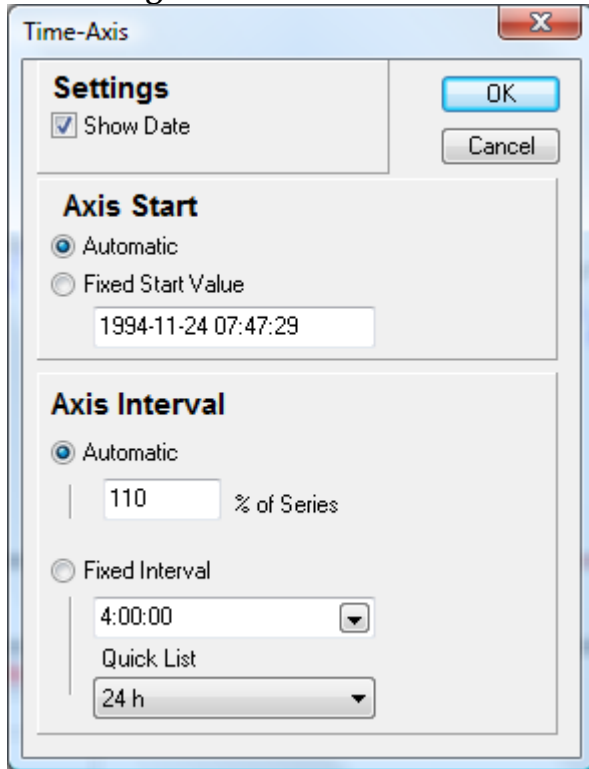 Time-Axis
Settings
Show Date
OK
Cancel
Axis Start
Automatic
Fixed Start Value
1994-11-24 07:47:29
Axis Interval
Automatic
110 % of Series
Fixed Interval
4:00:00
Quick List
24 h